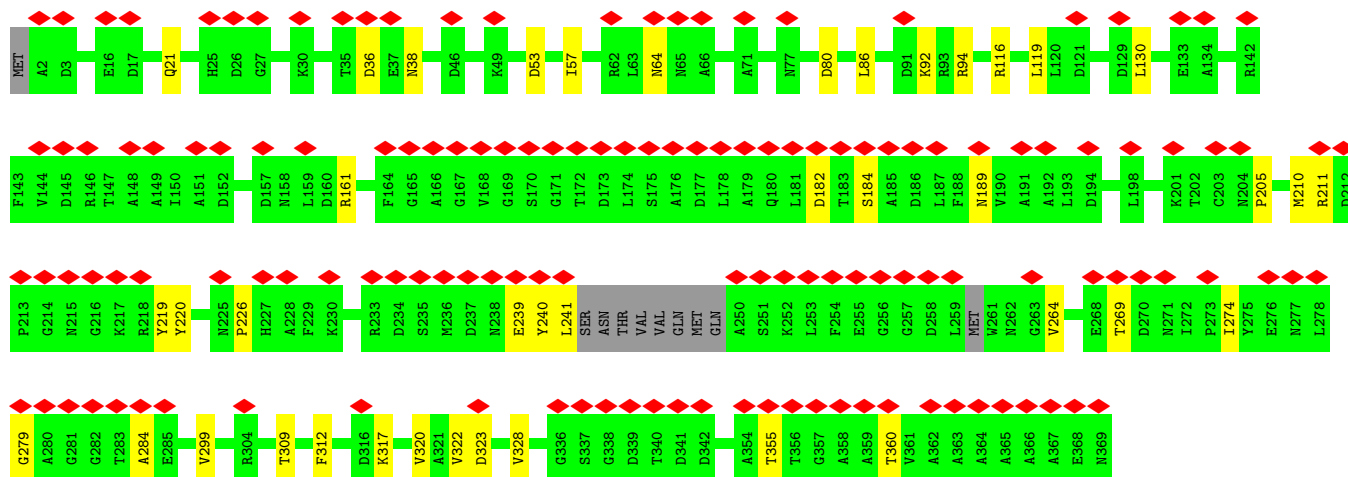 MET A2 D3 E16 D17 Q21 H25 D26 G27 K30 T35 D36 E37 N38 D46 K49 D53 I57 R62 L63 N64 N65 A66 A71 N77 D80 L86 D91 K92 R93 R94 R116 L119 L120 D121 D129 L130 E133 A134 R142
F143 V144 D145 R146 T147 A148 A149 I150 A151 D152 D157 N158 L159 D160 R161 F164 G165 A166 G167 V168 G169 S170 G171 T172 D173 L174 S175 A176 D177 L178 A179 Q180 L181 D182 T183 S184 A185 D186 L187 F188 N189 V190 A191 A192 L193 D194 L198 K201 T202 C203 N204 P205 M210 R211 D212
P213 G214 N215 G216 K217 R218 Y219 Y220 N225 P226 H227 A228 F229 K230 R233 D234 S235 M236 D237 N238 E239 Y240 L241 SER ASN THR VAL VAL GLN MET GLN A250 S251 K252 L253 F254 E255 G256 G257 D258 L259 MET W261 N262 G263 V264 E268 T269 D270 N271 I272 P273 I274 Y275 E276 N277 L278
G279 A280 G281 G282 T283 A284 E285 V299 R304 T309 F312 D316 K317 V320 A321 V322 D323 V328 G336 S337 G338 D339 T340 D341 D342 A354 T355 T356 G357 A358 A359 T360 V361 A362 A363 A364 A365 A366 A367 E368 N369